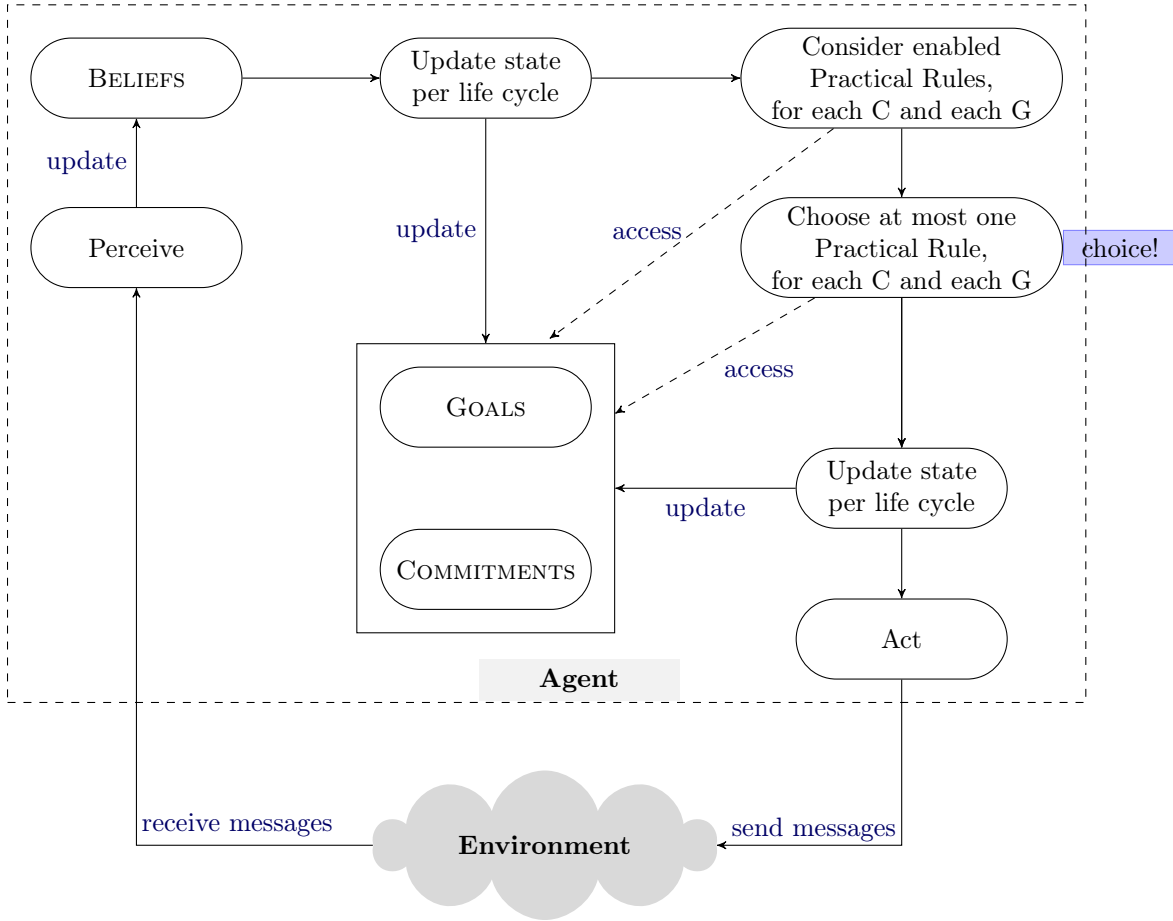 BELIEFS
Update state
per life cycle
Consider enabled
Practical Rules,
for each C and each G
update
Perceive
update
access
Choose at most one
Practical Rule,
for each C and each G
choice!
access
GOALS
Update state
per life cycle
update
COMMITMENTS
Act
Agent
receive messages
Environment
send messages